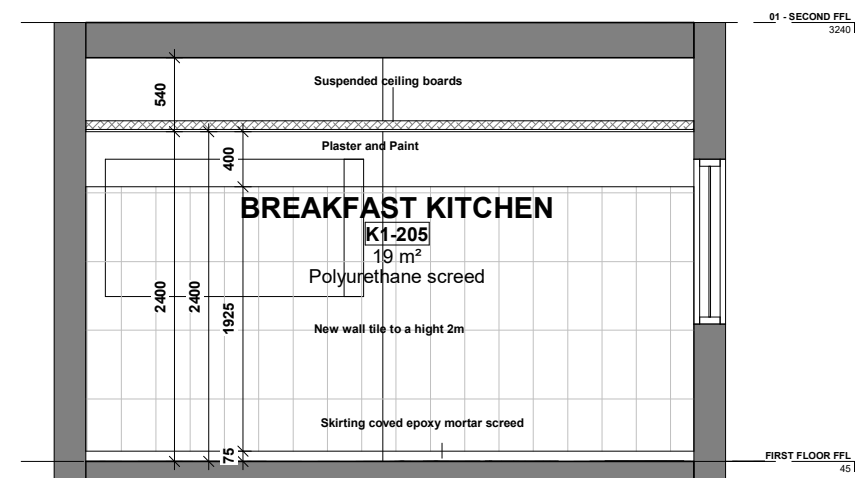 01 - SECOND FFL
3240
540
Suspended ceiling boards
Plaster and Paint
400
BREAKFAST KITCHEN
K1-205
19 m²
Polyurethane screed
2400
2400
1925
New wall tile to a hight 2m
Skirting coved epoxy mortar screed
75
FIRST FLOOR FFL
45